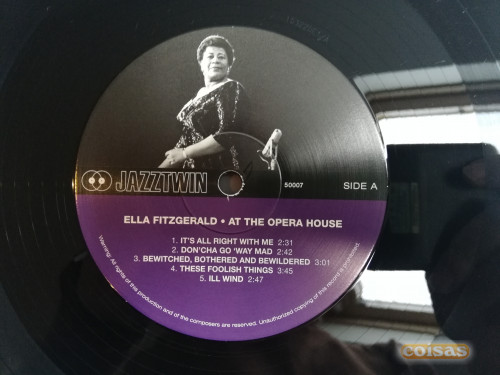 JAZZTWIN
50007
SIDE A
ELLA FITZGERALD • AT THE OPERA HOUSE
1. IT'S ALL RIGHT WITH ME 2:31
2. DON'CHA GO 'WAY MAD 2:42
3. BEWITCHED, BOTHERED AND BEWILDERED 3:01
4. THESE FOOLISH THINGS 3:45
5. ILL WIND 2:47
Warning: All rights of this production and of the composers are reserved. Unauthorized copying of this recording is prohibited.
coisas